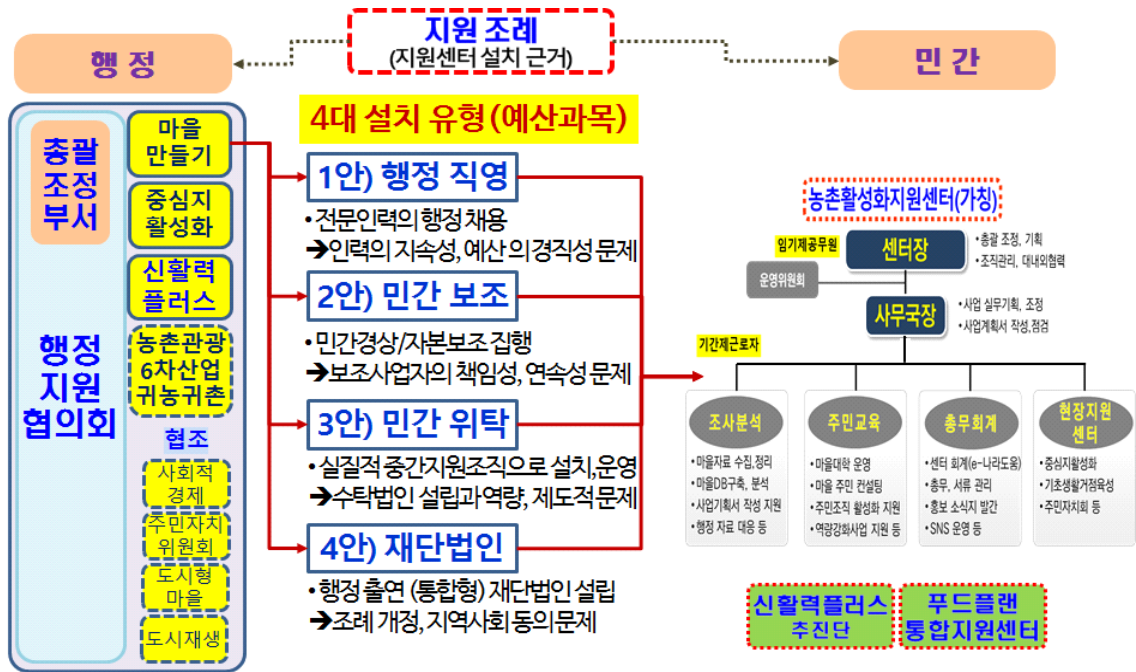 지원 조례
(지원센터 설치 근거)
행 정
민 간
총괄
조정
부서
행정
지원
협의회
마을
만들기
중심지
활성화
신활력
플러스
농촌관광
6차산업
귀농귀촌
협조
사회적
경제
주민자치
위원회
도시형
마을
도시재생
4대 설치 유형(예산과목)
1안) 행정 직영
• 전문인력의 행정 채용
➔인력의 지속성, 예산 의 경직성 문제
2안) 민간 보조
• 민간경상/자본보조 집행
➔보조사업자의 책임성, 연속성 문제
3안) 민간 위탁
• 실질적 중간지원조직으로 설치,운영
➔수탁법인 설립과 역량, 제도적 문제
4안) 재단법인
• 행정 출연 (통합형) 재단법인 설립
➔조례 개정, 지역사회 동의 문제
농촌활성화지원센터(가칭)
임기제공무원
센터장
• 총괄 조정, 기획
• 조직관리, 대내외협력
운영위원회
사무국장
• 사업 실무기획, 조정
• 사업계획서 작성,점검
기간제근로자
조사분석
• 마을자료 수집,정리
• 마을DB구축, 분석
• 사업기획서 작성 지원
• 행정 자료 대응 등
주민교육
• 마을대학 운영
• 마을 주민 컨설팅
• 주민조직 활성화 지원
• 역량강화사업 지원 등
총무회계
• 센터 회계(e-나라도움)
• 총무, 서류 관리
• 홍보 소식지 발간
• SNS 운영 등
현장지원
센터
• 중심지활성화
• 기초생활거점육성
• 주민자치회 등
신활력플러스
추진단
푸드플랜
통합지원센터